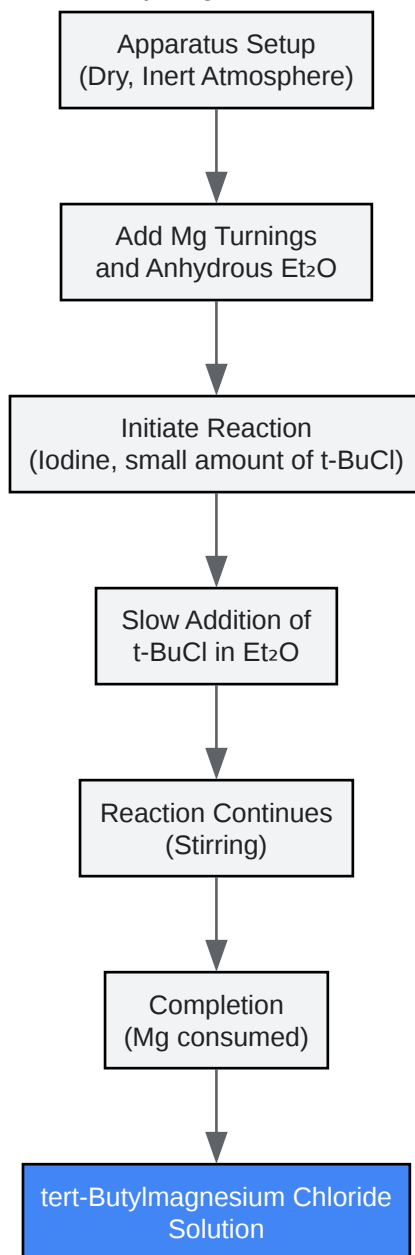 Apparatus Setup
(Dry, Inert Atmosphere)
Add Mg Turnings
and Anhydrous Et₂O
Initiate Reaction
(Iodine, small amount of t-BuCl)
Slow Addition of
t-BuCl in Et₂O
Reaction Continues
(Stirring)
Completion
(Mg consumed)
tert-Butylmagnesium Chloride
Solution